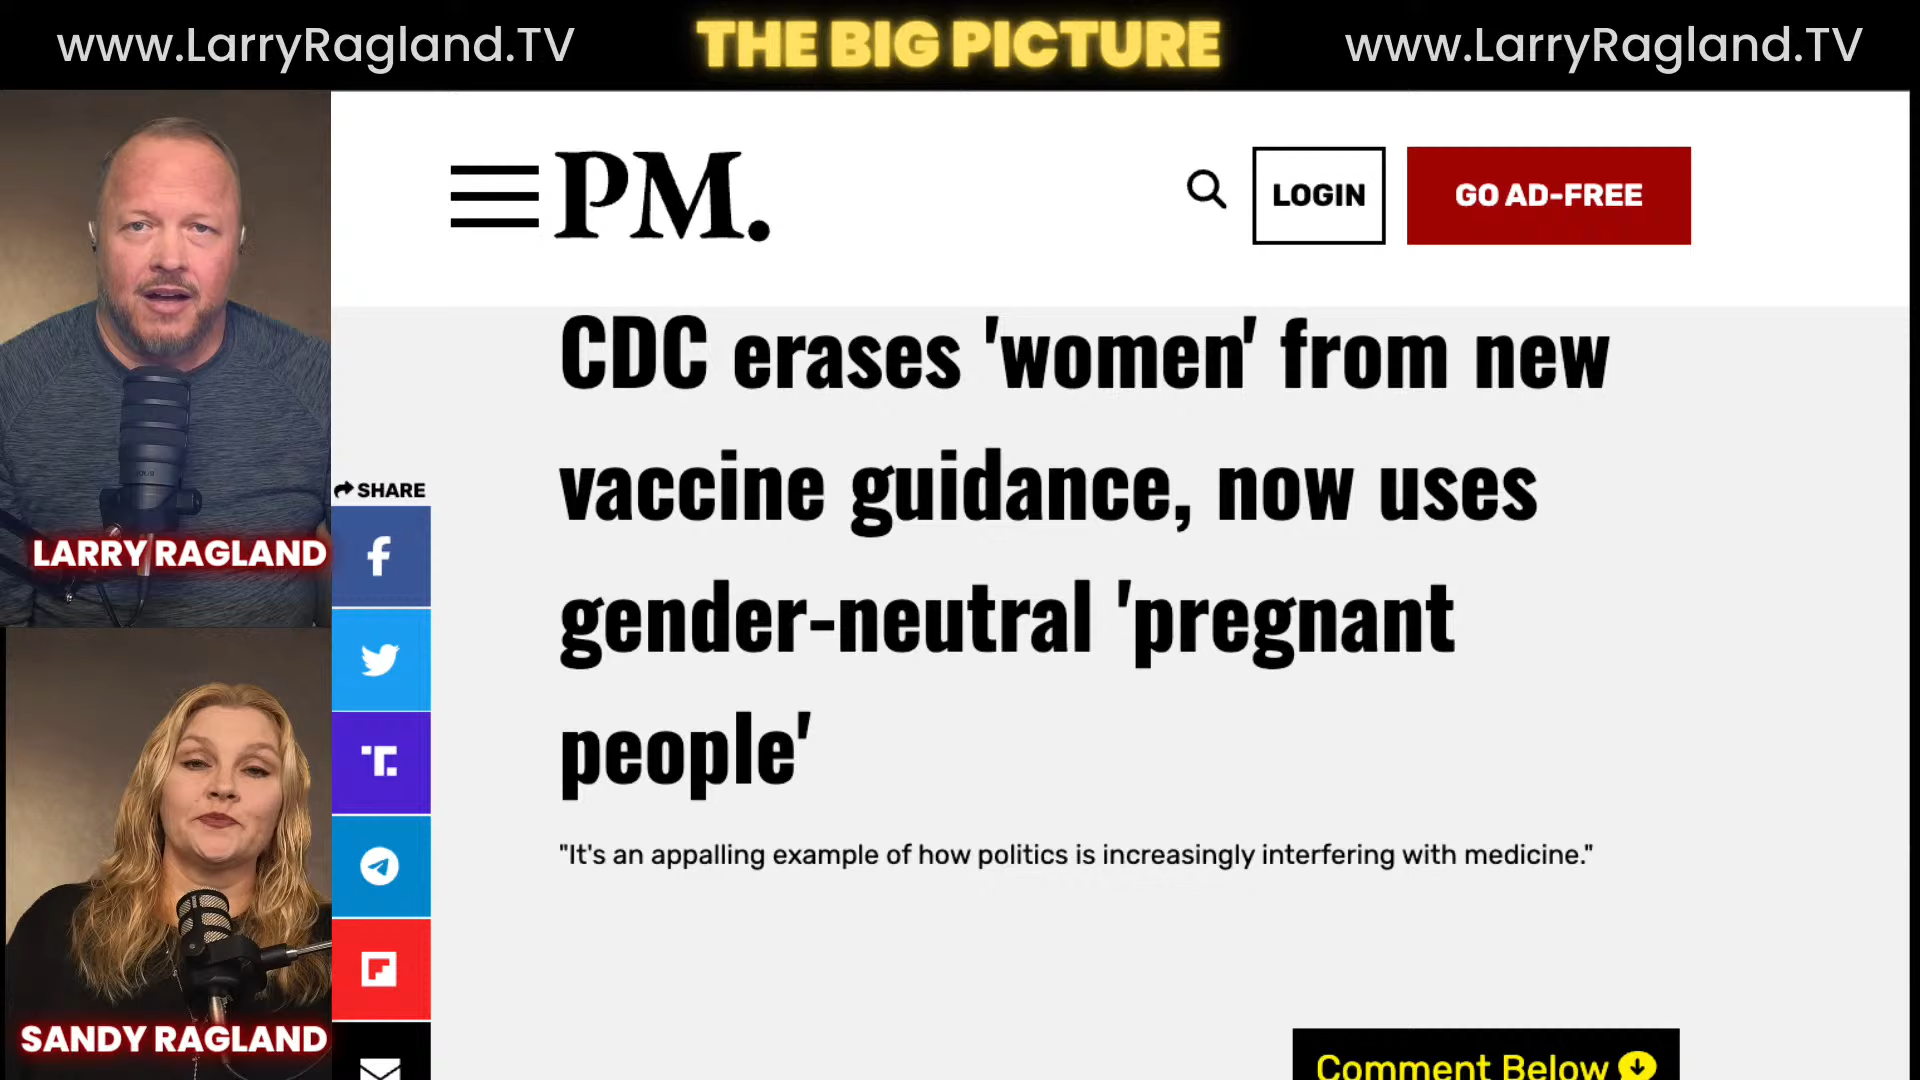 www.LarryRagland.TV
THE BIG PICTURE
www.LarryRagland.TV
PM.
LOGIN
GO AD-FREE
CDC erases 'women' from new
vaccine guidance, now uses
gender-neutral 'pregnant
people'
"It's an appalling example of how politics is increasingly interfering with medicine."
SHARE
LARRY RAGLAND
SANDY RAGLAND
Comment Below